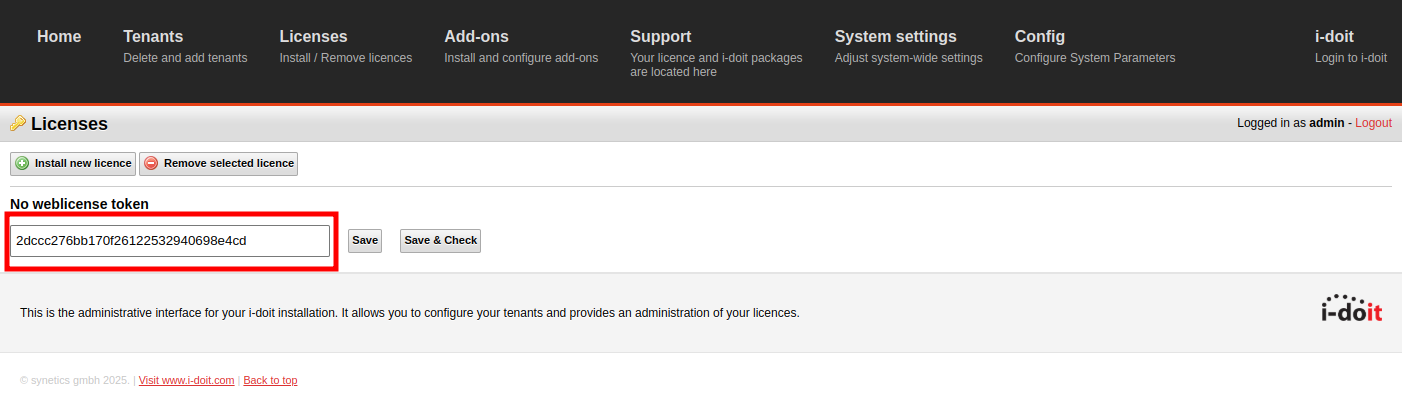 Home Tenants Licenses Add-ons Support System settings Config i-doit
Delete and add tenants Install / Remove licences Install and configure add-ons Your licence and i-doit packages Adjust system-wide settings Configure System Parameters Login to i-doit
are located here
Licenses Logged in as admin - Logout
Install new licence Remove selected licence
No weblicense token
2dccc276bb170f26122532940698e4cd Save Save & Check
This is the administrative interface for your i-doit installation. It allows you to configure your tenants and provides an administration of your licences.
i-doit
© synetics gmbh 2025. | Visit www.i-doit.com | Back to top